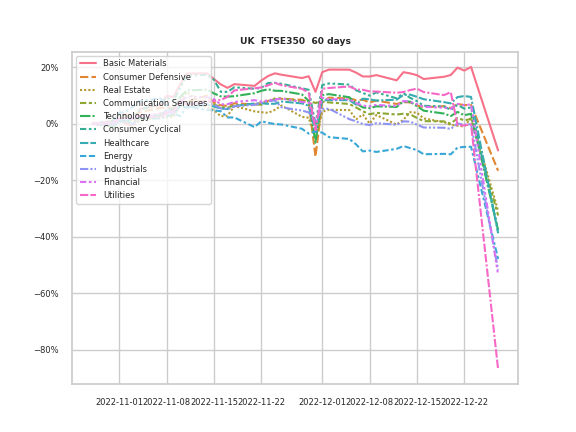 UK  FTSE350  60 days
20%
0%
−20%
−40%
−60%
−80%
Basic Materials
Consumer Defensive
Real Estate
Communication Services
Technology
Consumer Cyclical
Healthcare
Energy
Industrials
Financial
Utilities
2022-11-01 2022-11-08 2022-11-15 2022-11-22 2022-12-01 2022-12-08 2022-12-15 2022-12-22